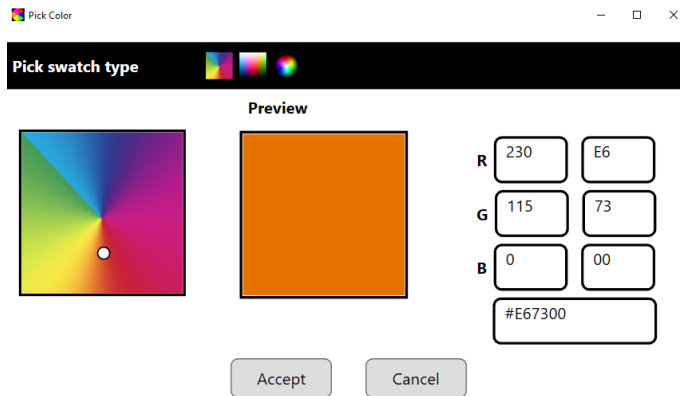 Pick Color
Pick swatch type
Preview
R 230 E6
G 115 73
B 0 00
#E67300
Accept Cancel